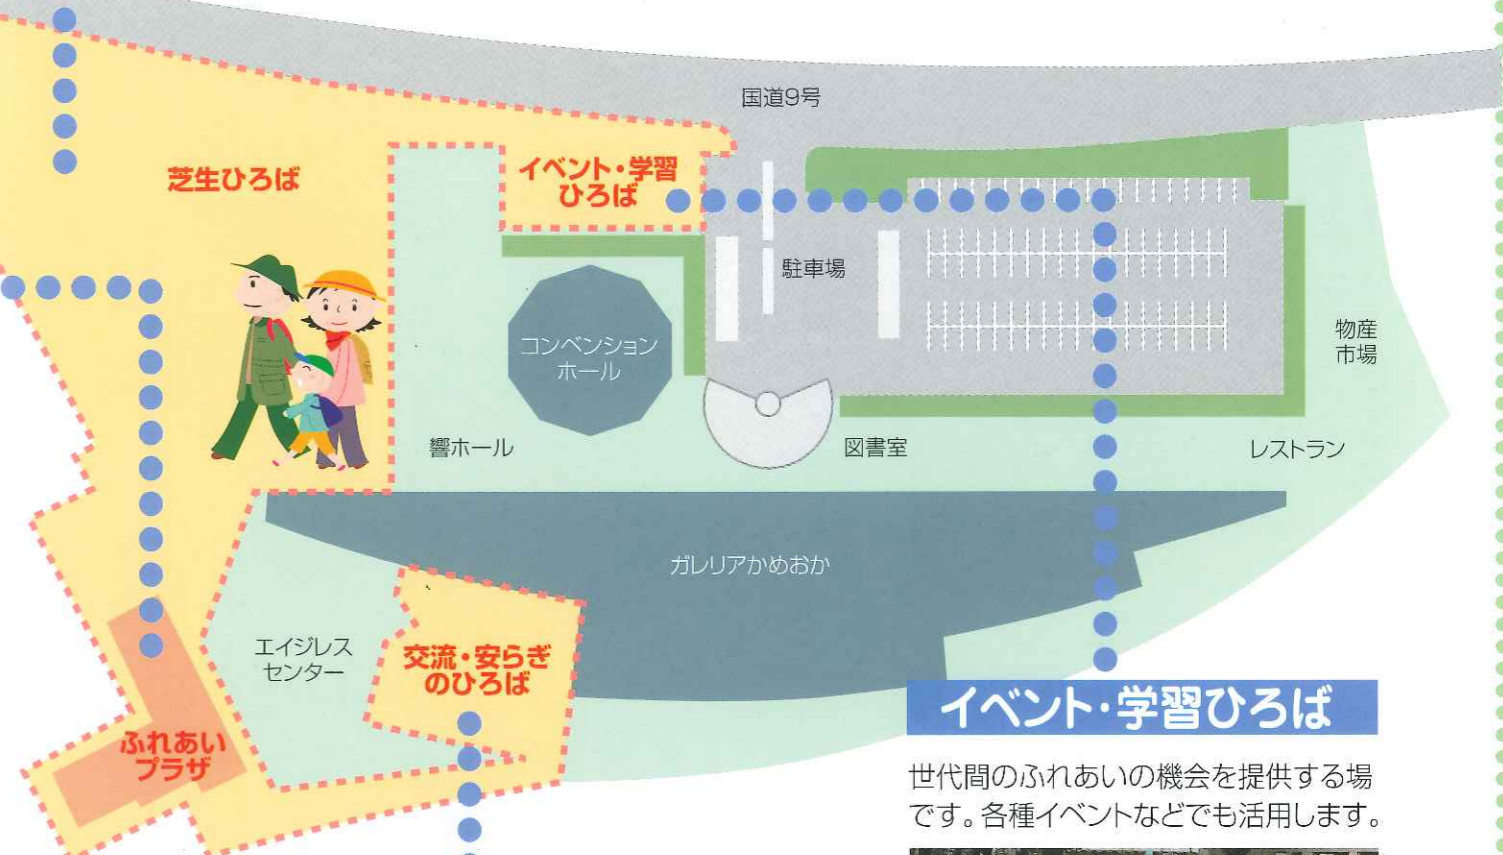 国道9号
芝生ひろば
イベント・学習
ひろば
駐車場
コンベンション
ホール
物産
市場
響ホール
図書室
レストラン
ガレリアかめおか
エイジレス
センター
交流・安らぎ
のひろば
ふれあい
プラザ
イベント・学習ひろば
世代間のふれあいの機会を提供する場
です。各種イベントなどでも活用します。